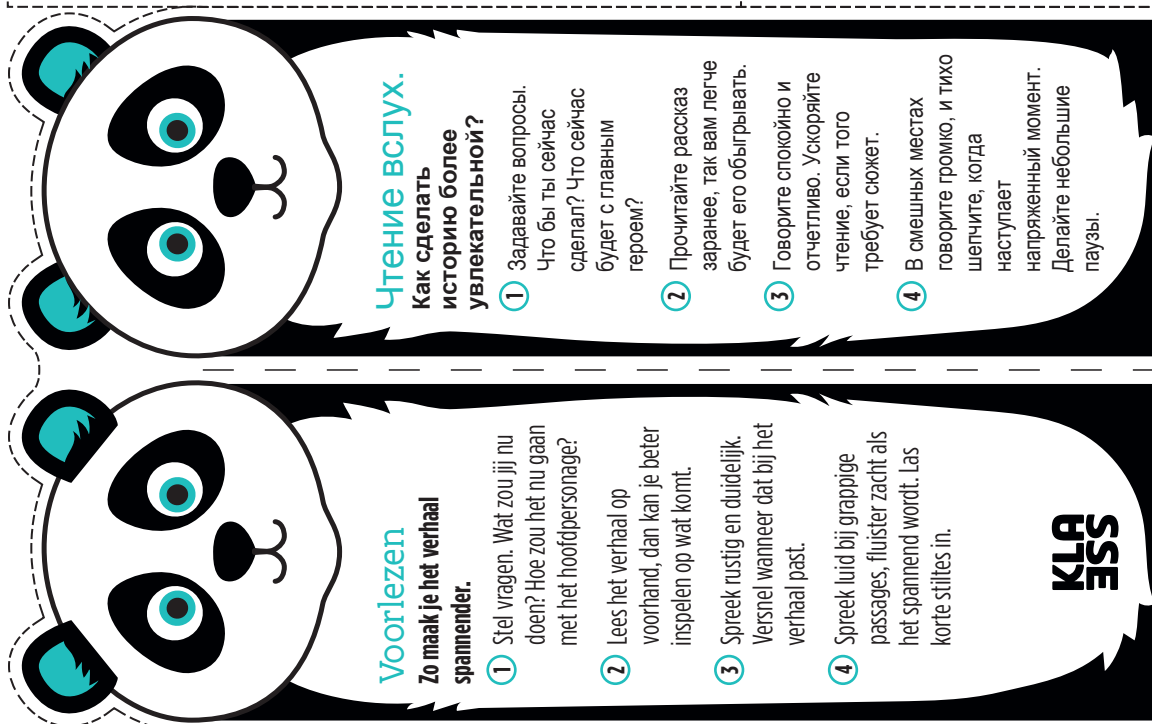 Чтение вслух.
Как сделать
историю более
увлекательной?
1 Задавайте вопросы.
Что бы ты сейчас
сделал? Что сейчас
будет с главным
героем?
2 Прочитайте рассказ
заранее, так вам легче
будет его обыгрывать.
3 Говорите спокойно и
отчетливо. Ускоряйте
чтение, если того
требует сюжет.
4 В смешных местах
говорите громко, и тихо
шепчите, когда
наступает
напряженный момент.
Делайте небольшие
паузы.
Voorlezen
Zo maak je het verhaal
spannender.
1 Stel vragen. Wat zou jij nu
doen? Hoe zou het nu gaan
met het hoofdpersonage?
2 Lees het verhaal op
voorhand, dan kan je beter
inspelen op wat komt.
3 Spreek rustig en duidelijk.
Versnel wanneer dat bij het
verhaal past.
4 Spreek luid bij grappige
passages, fluister zacht als
het spannend wordt. Las
korte stiltes in.
KLA
ESS